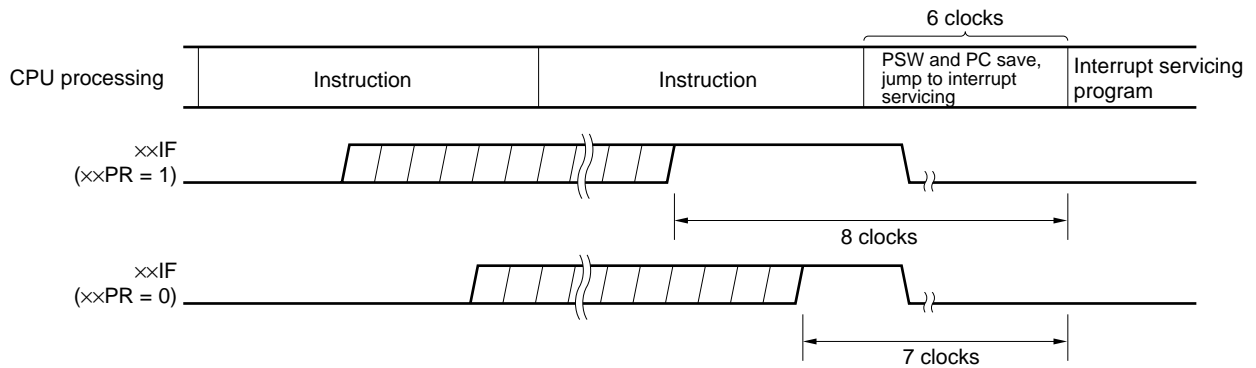 6 clocks
CPU processing
Instruction
Instruction
PSW and PC save,
jump to interrupt
servicing
Interrupt servicing
program
××IF
(××PR = 1)
8 clocks
××IF
(××PR = 0)
7 clocks